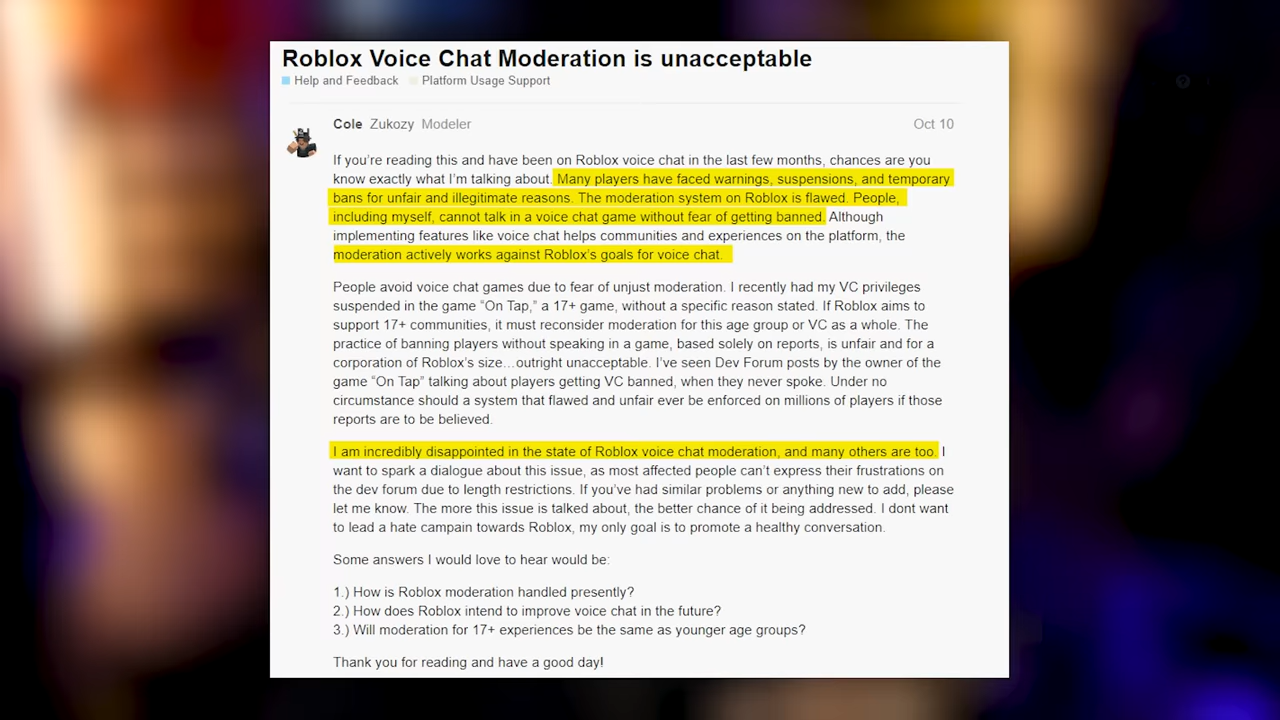 Roblox Voice Chat Moderation is unacceptable
Help and Feedback Platform Usage Support
Cole Zukozy Modeler Oct 10
If you're reading this and have been on Roblox voice chat in the last few months, chances are you
know exactly what I'm talking about. Many players have faced warnings, suspensions, and temporary
bans for unfair and illegitimate reasons. The moderation system on Roblox is flawed. People,
including myself, cannot talk in a voice chat game without fear of getting banned. Although
implementing features like voice chat helps communities and experiences on the platform, the
moderation actively works against Roblox's goals for voice chat.
People avoid voice chat games due to fear of unjust moderation. I recently had my VC privileges
suspended in the game “On Tap,” a 17+ game, without a specific reason stated. If Roblox aims to
support 17+ communities, it must reconsider moderation for this age group or VC as a whole. The
practice of banning players without speaking in a game, based solely on reports, is unfair and for a
corporation of Roblox's size…outright unacceptable. I've seen Dev Forum posts by the owner of the
game “On Tap” talking about players getting VC banned, when they never spoke. Under no
circumstance should a system that flawed and unfair ever be enforced on millions of players if those
reports are to be believed.
I am incredibly disappointed in the state of Roblox voice chat moderation, and many others are too. I
want to spark a dialogue about this issue, as most affected people can't express their frustrations on
the dev forum due to length restrictions. If you've had similar problems or anything new to add, please
let me know. The more this issue is talked about, the better chance of it being addressed. I dont want
to lead a hate campain towards Roblox, my only goal is to promote a healthy conversation.
Some answers I would love to hear would be:
1.) How is Roblox moderation handled presently?
2.) How does Roblox intend to improve voice chat in the future?
3.) Will moderation for 17+ experiences be the same as younger age groups?
Thank you for reading and have a good day!